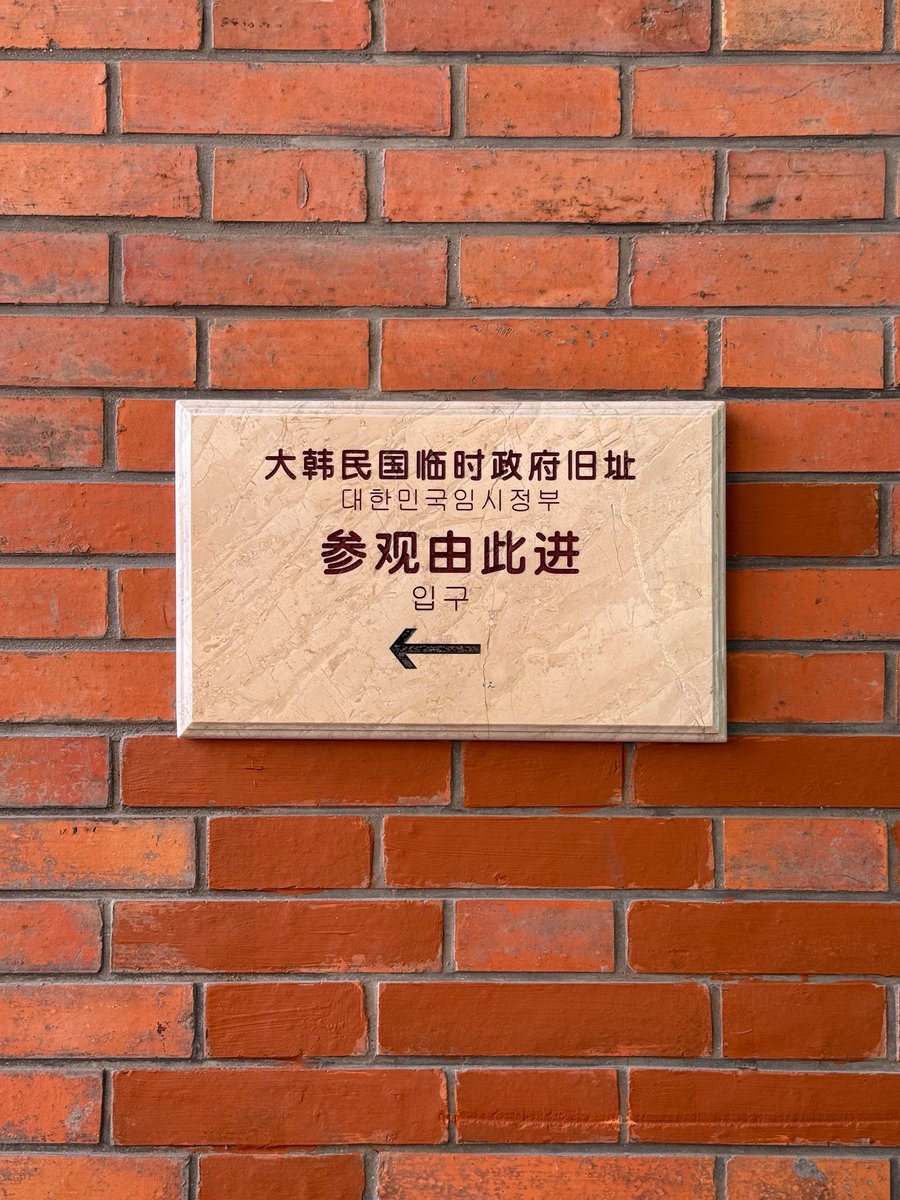 大韩民国临时政府旧址
대한민국임시정부
参观由此进
입구